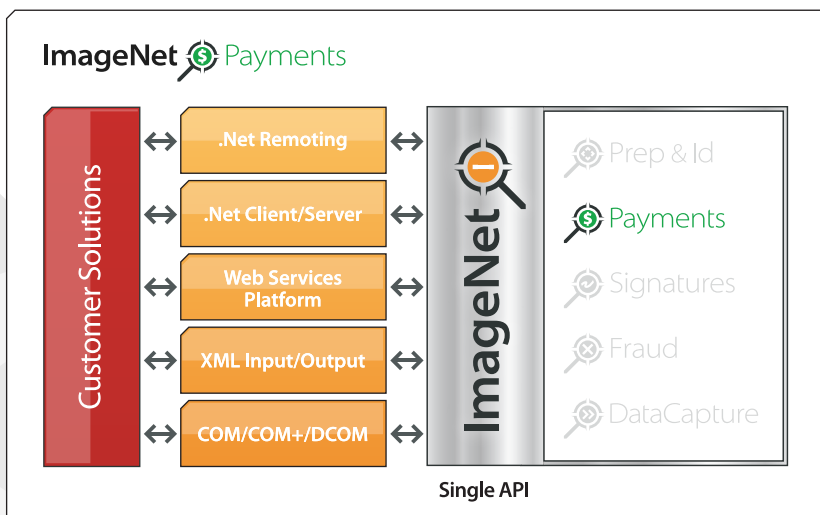 ImageNet Payments
Customer Solutions
.Net Remoting
.Net Client/Server
Web Services
Platform
XML Input/Output
COM/COM+/DCOM
ImageNet
Prep & Id
$ Payments
Signatures
Fraud
DataCapture
Single API